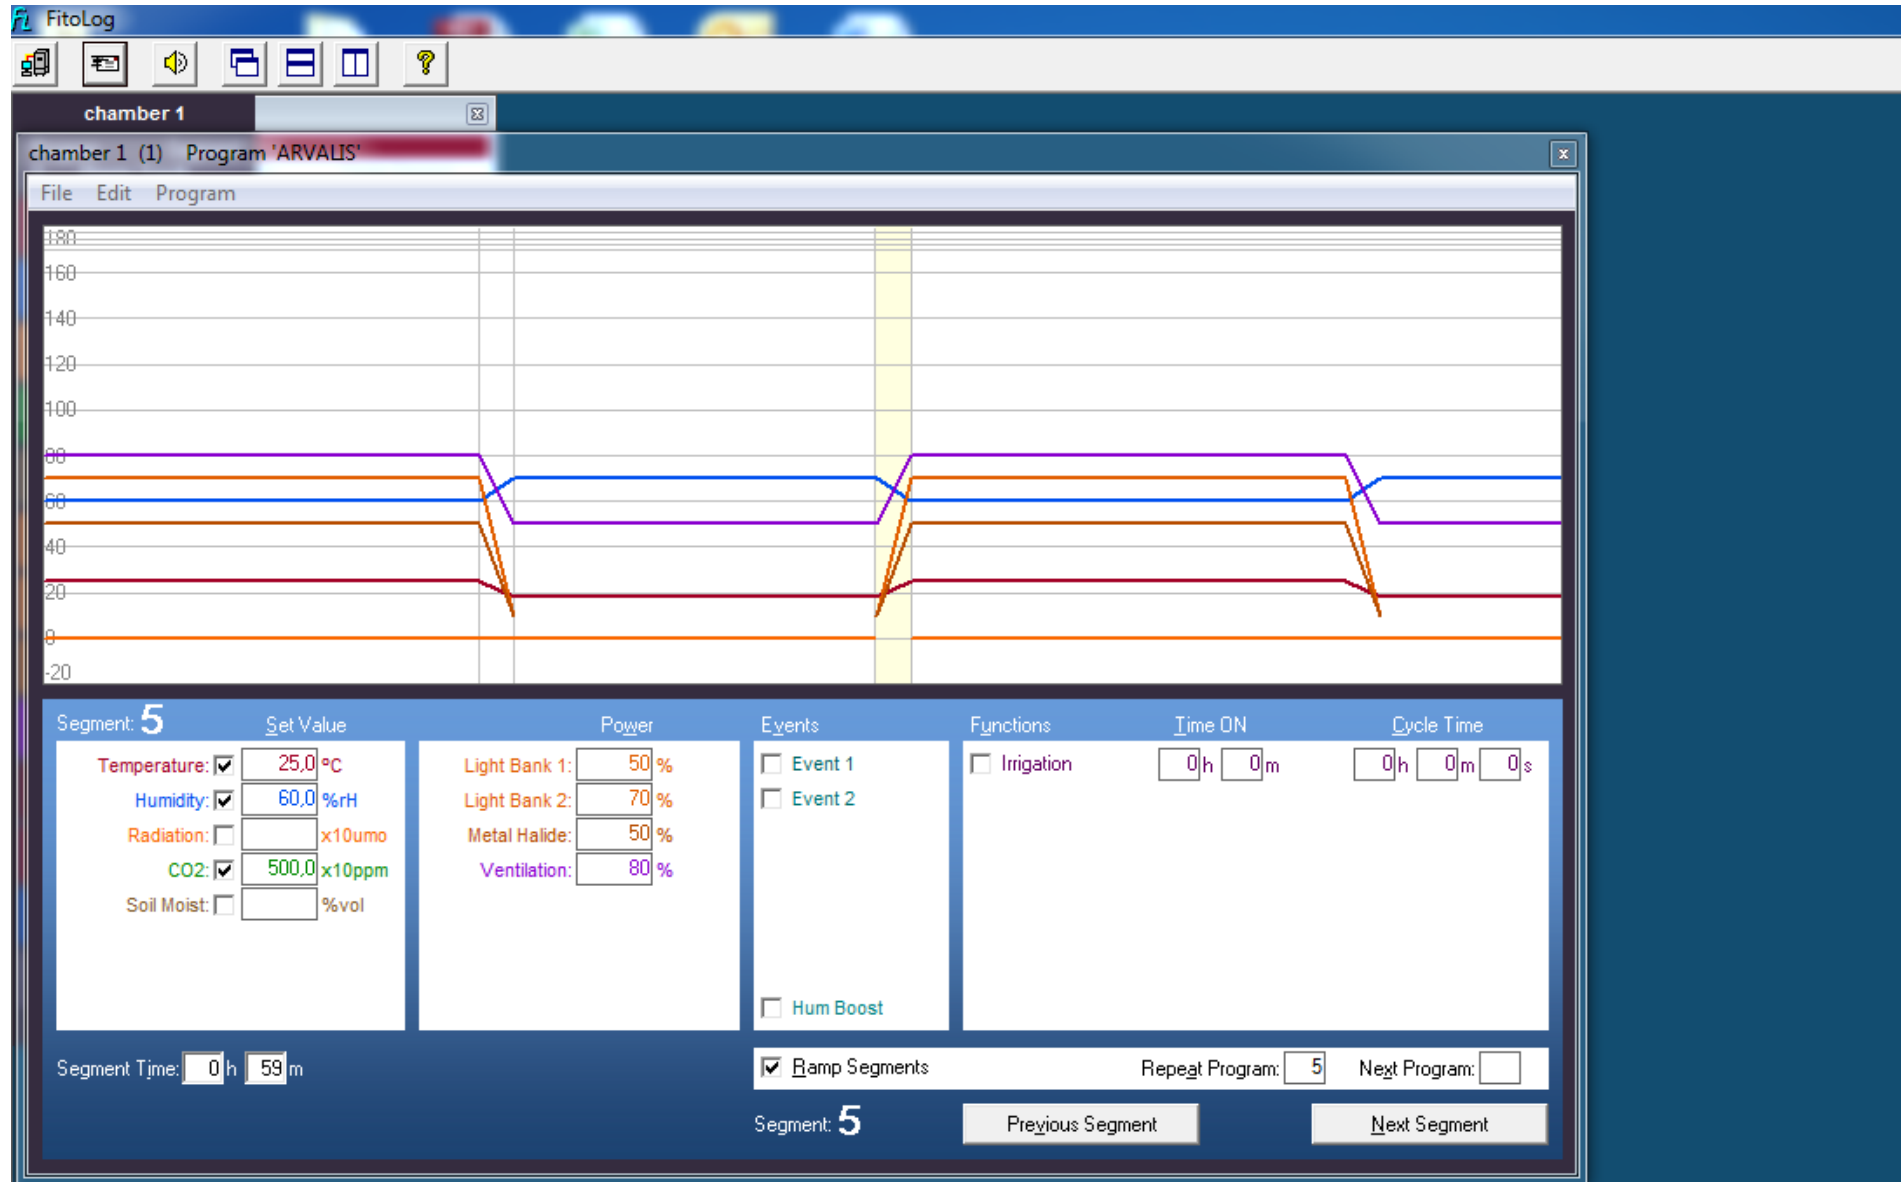 FitoLog
chamber 1
chamber 1 (1) Program 'ARVALIS'
File Edit Program
180
160
140
120
100
80
60
40
20
0
-20
Segment: 5 Set Value Power Events Functions Time ON Cycle Time
Temperature: 25,0 °C Light Bank 1: 50 % Event 1 Irrigation 0 h 0 m 0 h 0 m 0 s
Humidity: 60,0 %rH Light Bank 2: 70 % Event 2
Radiation: x10umo Metal Halide: 50 %
CO2: 500,0 x10ppm Ventilation: 80 %
Soil Moist: %vol
Hum Boost
Segment Time: 0 h 59 m Ramp Segments Repeat Program: 5 Next Program:
Segment: 5 Previous Segment Next Segment